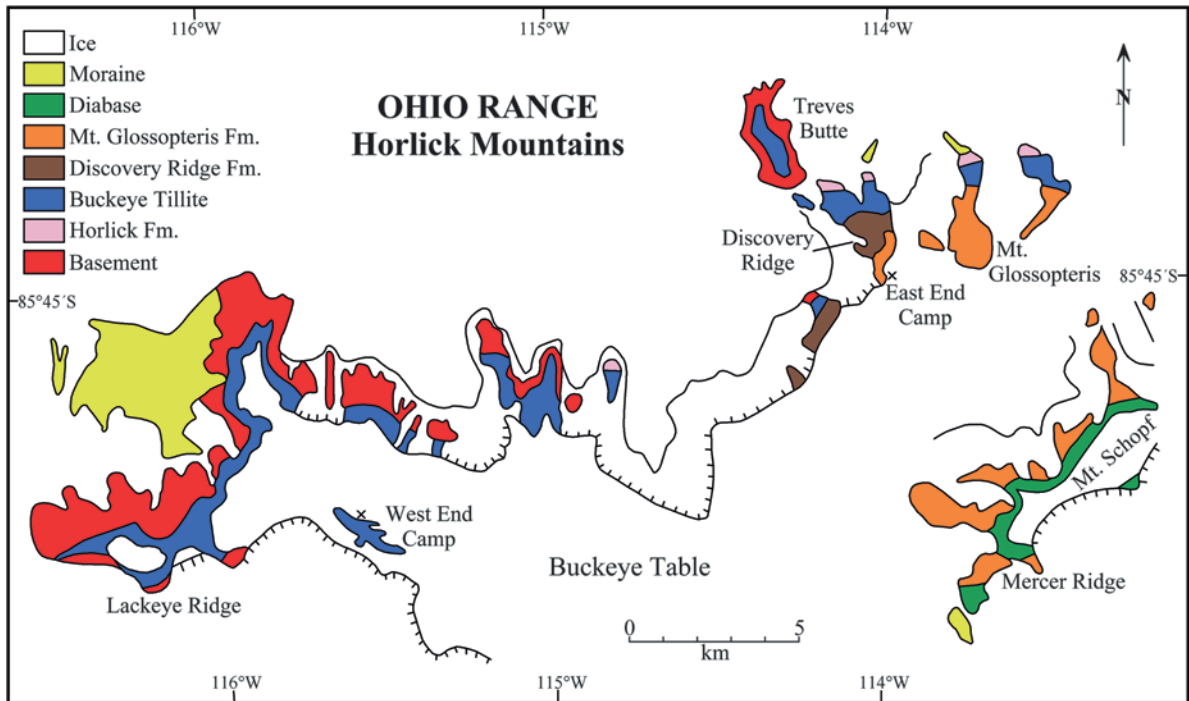 116°W
115°W
114°W
Ice
Moraine
Diabase
Mt. Glossopteris Fm.
Discovery Ridge Fm.
Buckeye Tillite
Horlick Fm.
Basement
OHIO RANGE
Horlick Mountains
Treves
Butte
N
Discovery
Ridge
Mt.
Glossopteris
East End
Camp
85°45´S
85°45´S
Mt. Schopf
West End
Camp
Buckeye Table
Lackeye Ridge
Mercer Ridge
0
5
km
116°W
115°W
114°W